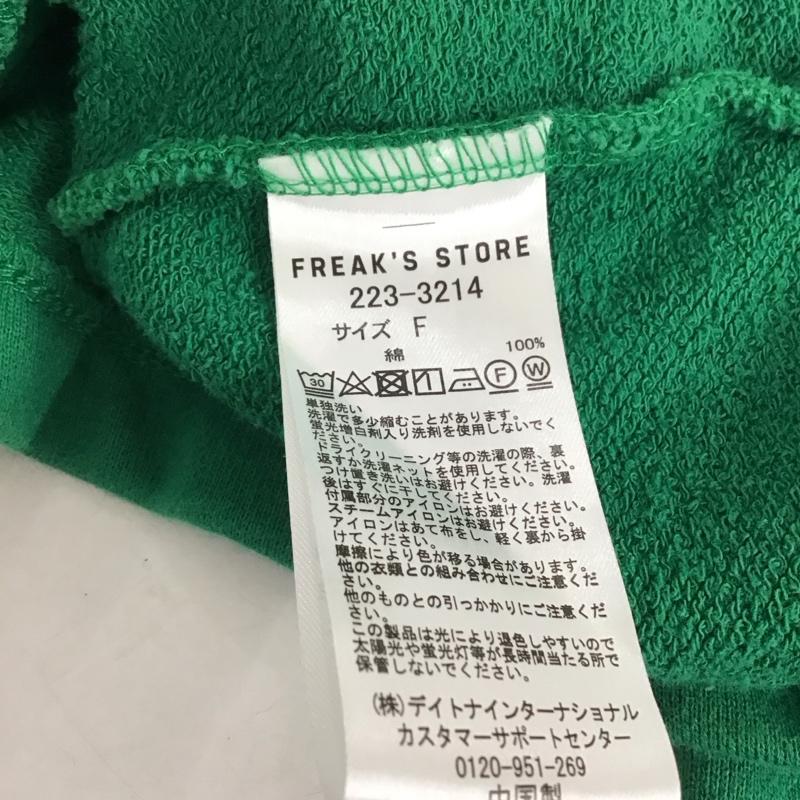 FREAK'S STORE
223-3214
サイズ F
綿 100%
30 F W
単独洗い
洗濯で多少縮むことがあります。
蛍光増白剤入り洗剤を使用しないでく
ださい。
ドライクリーニング等の洗濯の際、裏
返すか洗濯ネットを使用してください。
つけ置き洗いはお避けください。洗濯
後はすぐに干してください。
付属部分のアイロンはお避けください。
スチームアイロンはお避けください。
アイロンはあて布をし、軽く裏から掛
けてください。
摩擦により色が移る場合があります。
他の衣類との組み合わせにご注意くだ
さい。
他のものとの引っかかりにご注意くだ
さい。
この製品は光により退色しやすいので
太陽光や蛍光灯等が長時間当たる所で
保管しないでください。
(株)デイトナインターナショナル
カスタマーサポートセンター
0120-951-269
中国製